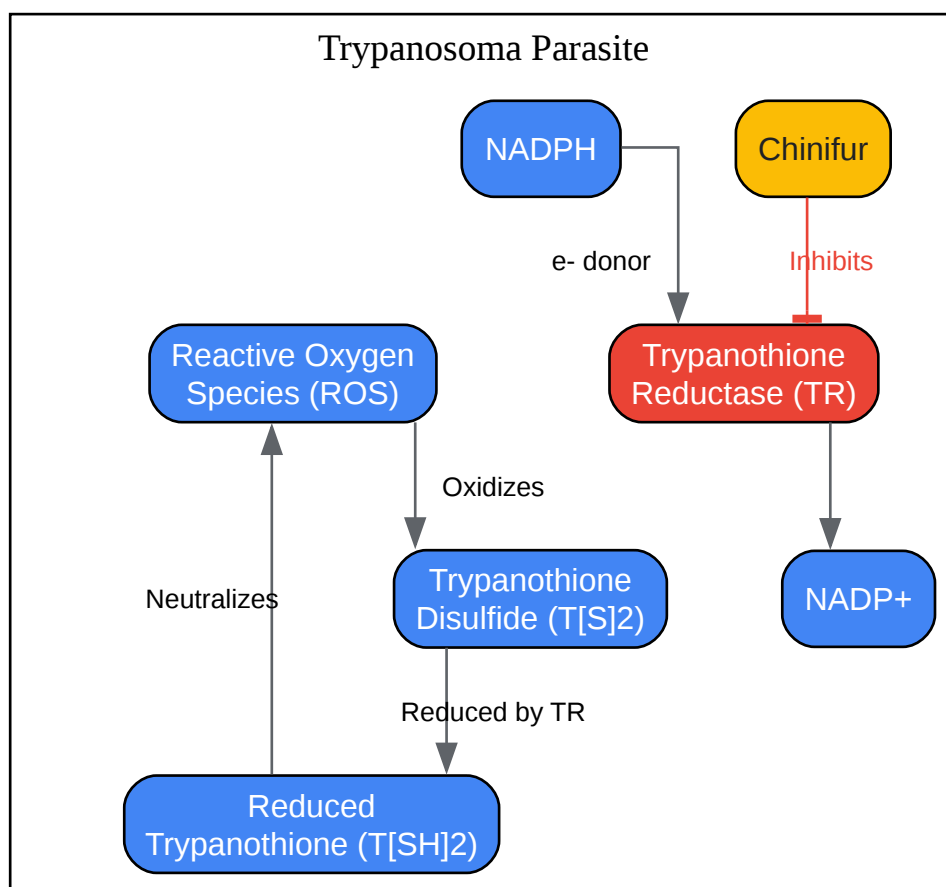 Trypanosoma Parasite
NADPH
Chinifur
e- donor
Inhibits
Reactive Oxygen
Species (ROS)
Trypanothione
Reductase (TR)
Oxidizes
Neutralizes
Trypanothione
Disulfide (T[S]2)
NADP+
Reduced by TR
Reduced
Trypanothione (T[SH]2)